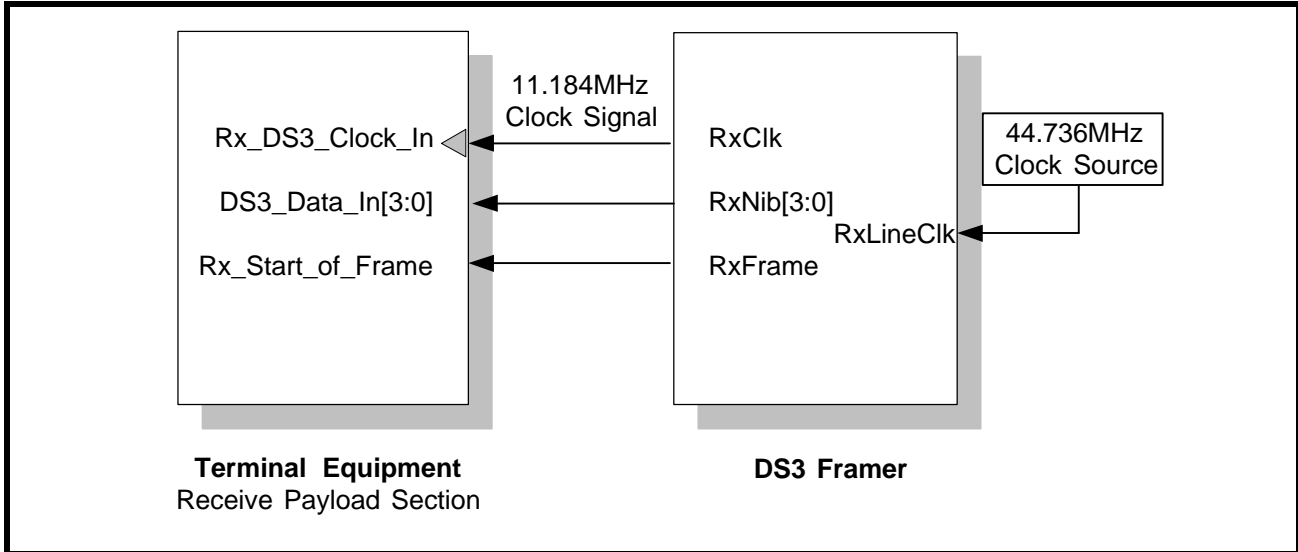 11.184MHz
Clock Signal
44.736MHz
Clock Source
Rx_DS3_Clock_In
DS3_Data_In[3:0]
Rx_Start_of_Frame
RxClk
RxNib[3:0]
RxLineClk
RxFrame
Terminal Equipment
Receive Payload Section
DS3 Framer